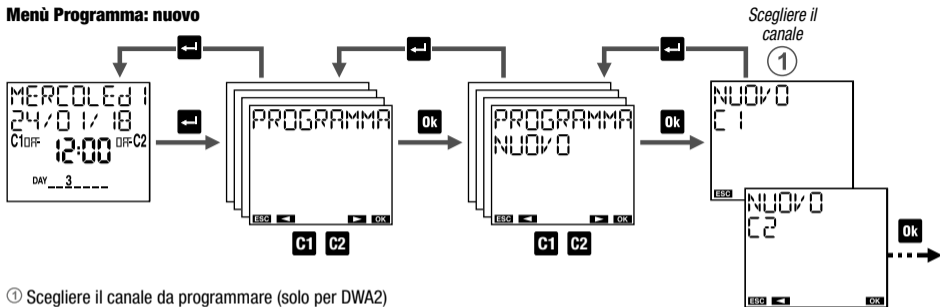 Menù Programma: nuovo
Scegliere il
canale
①
MERCOLEdI
24/01/ 18
C1OFF 12:00 OFFC2
DAY __3____
PROGRAMMA
ESC ◄ ► OK
C1 C2
Ok
PROGRAMMA
NUOVO
ESC ◄ ► OK
C1 C2
Ok
NUOVO
C1
ESC
NUOVO
C2
ESC ◄ OK
Ok
① Scegliere il canale da programmare (solo per DWA2)